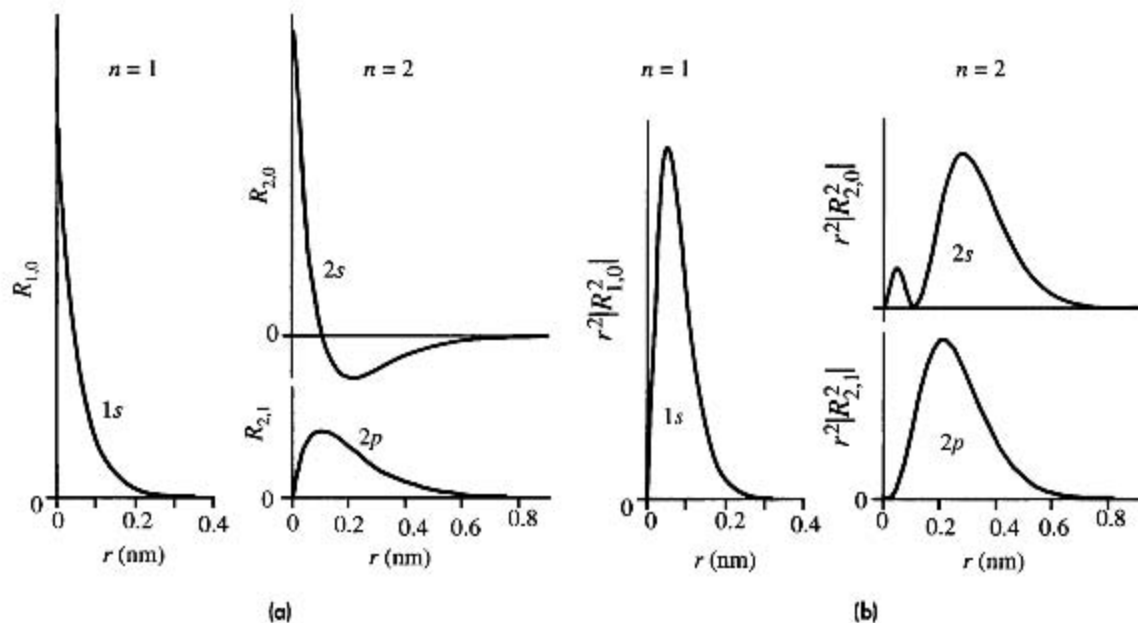 n = 1
R1,0
1s
0
0 0.2 0.4
r (nm)
n = 2
R2,0
2s
0
R2,1
2p
0
0 0.2 0.4 0.6 0.8
r (nm)
(a)
n = 1
r²|R²1,0|
1s
0
0 0.2 0.4
r (nm)
n = 2
r²|R²2,0|
2s
r²|R²2,1|
2p
0
0 0.2 0.4 0.6 0.8
r (nm)
(b)